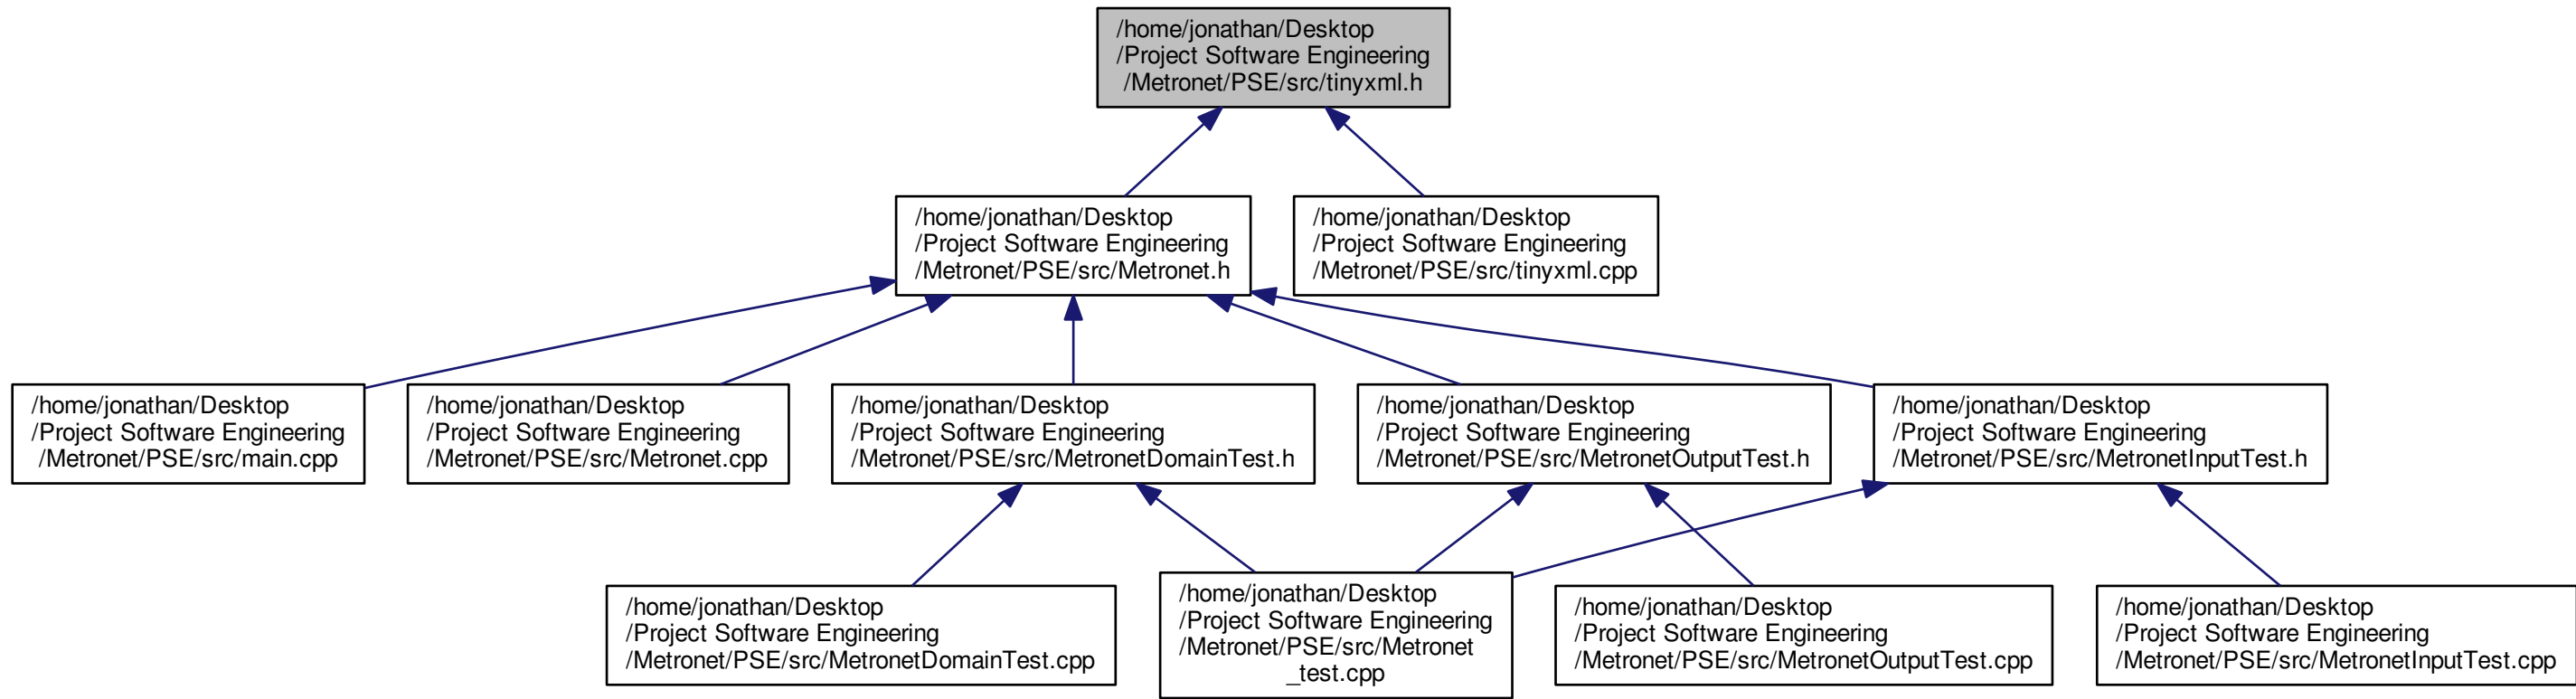 /home/jonathan/Desktop
/Project Software Engineering
/Metronet/PSE/src/tinyxml.h
/home/jonathan/Desktop
/Project Software Engineering
/Metronet/PSE/src/Metronet.h
/home/jonathan/Desktop
/Project Software Engineering
/Metronet/PSE/src/tinyxml.cpp
/home/jonathan/Desktop
/Project Software Engineering
/Metronet/PSE/src/main.cpp
/home/jonathan/Desktop
/Project Software Engineering
/Metronet/PSE/src/Metronet.cpp
/home/jonathan/Desktop
/Project Software Engineering
/Metronet/PSE/src/MetronetDomainTest.h
/home/jonathan/Desktop
/Project Software Engineering
/Metronet/PSE/src/MetronetOutputTest.h
/home/jonathan/Desktop
/Project Software Engineering
/Metronet/PSE/src/MetronetInputTest.h
/home/jonathan/Desktop
/Project Software Engineering
/Metronet/PSE/src/MetronetDomainTest.cpp
/home/jonathan/Desktop
/Project Software Engineering
/Metronet/PSE/src/Metronet
_test.cpp
/home/jonathan/Desktop
/Project Software Engineering
/Metronet/PSE/src/MetronetOutputTest.cpp
/home/jonathan/Desktop
/Project Software Engineering
/Metronet/PSE/src/MetronetInputTest.cpp